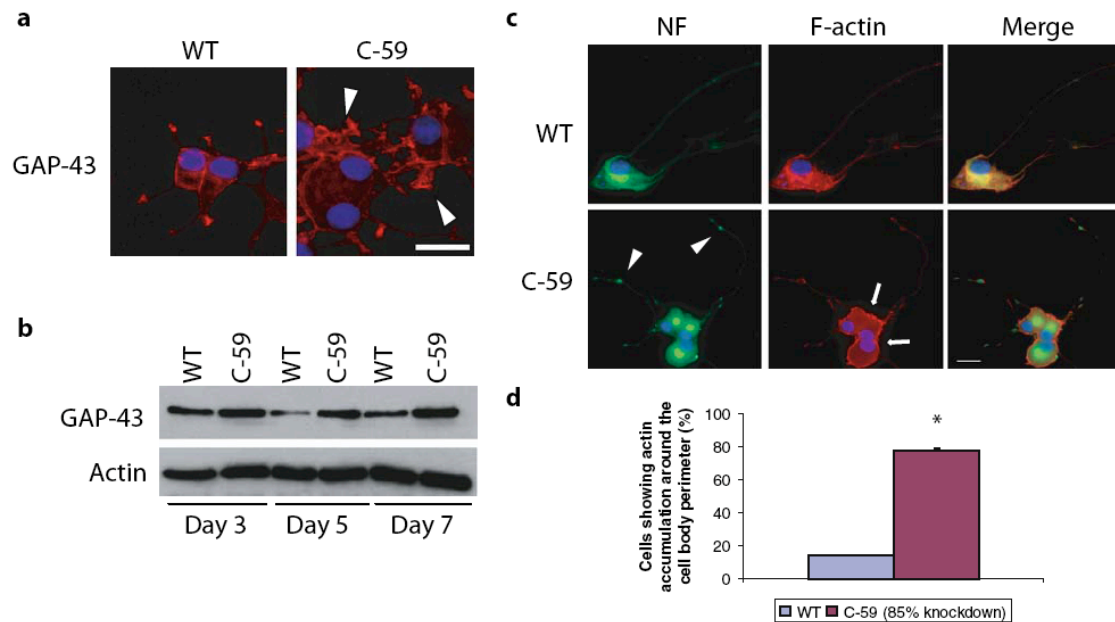 a
WT
C-59
GAP-43
b
WT
C-59
WT
C-59
WT
C-59
GAP-43
Actin
Day 3
Day 5
Day 7
c
NF
F-actin
Merge
WT
C-59
d
Cells showing actin
accumulation around the
cell body perimeter (%)
100
80
60
40
20
0
*
WT
C-59 (85% knockdown)